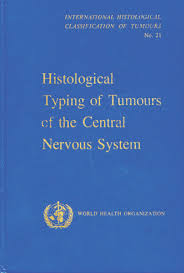 INTERNATIONAL HISTOLOGICAL
CLASSIFICATION OF TUMOURS
No. 21
Histological
Typing of Tumours
of the Central
Nervous System
WORLD HEALTH ORGANIZATION